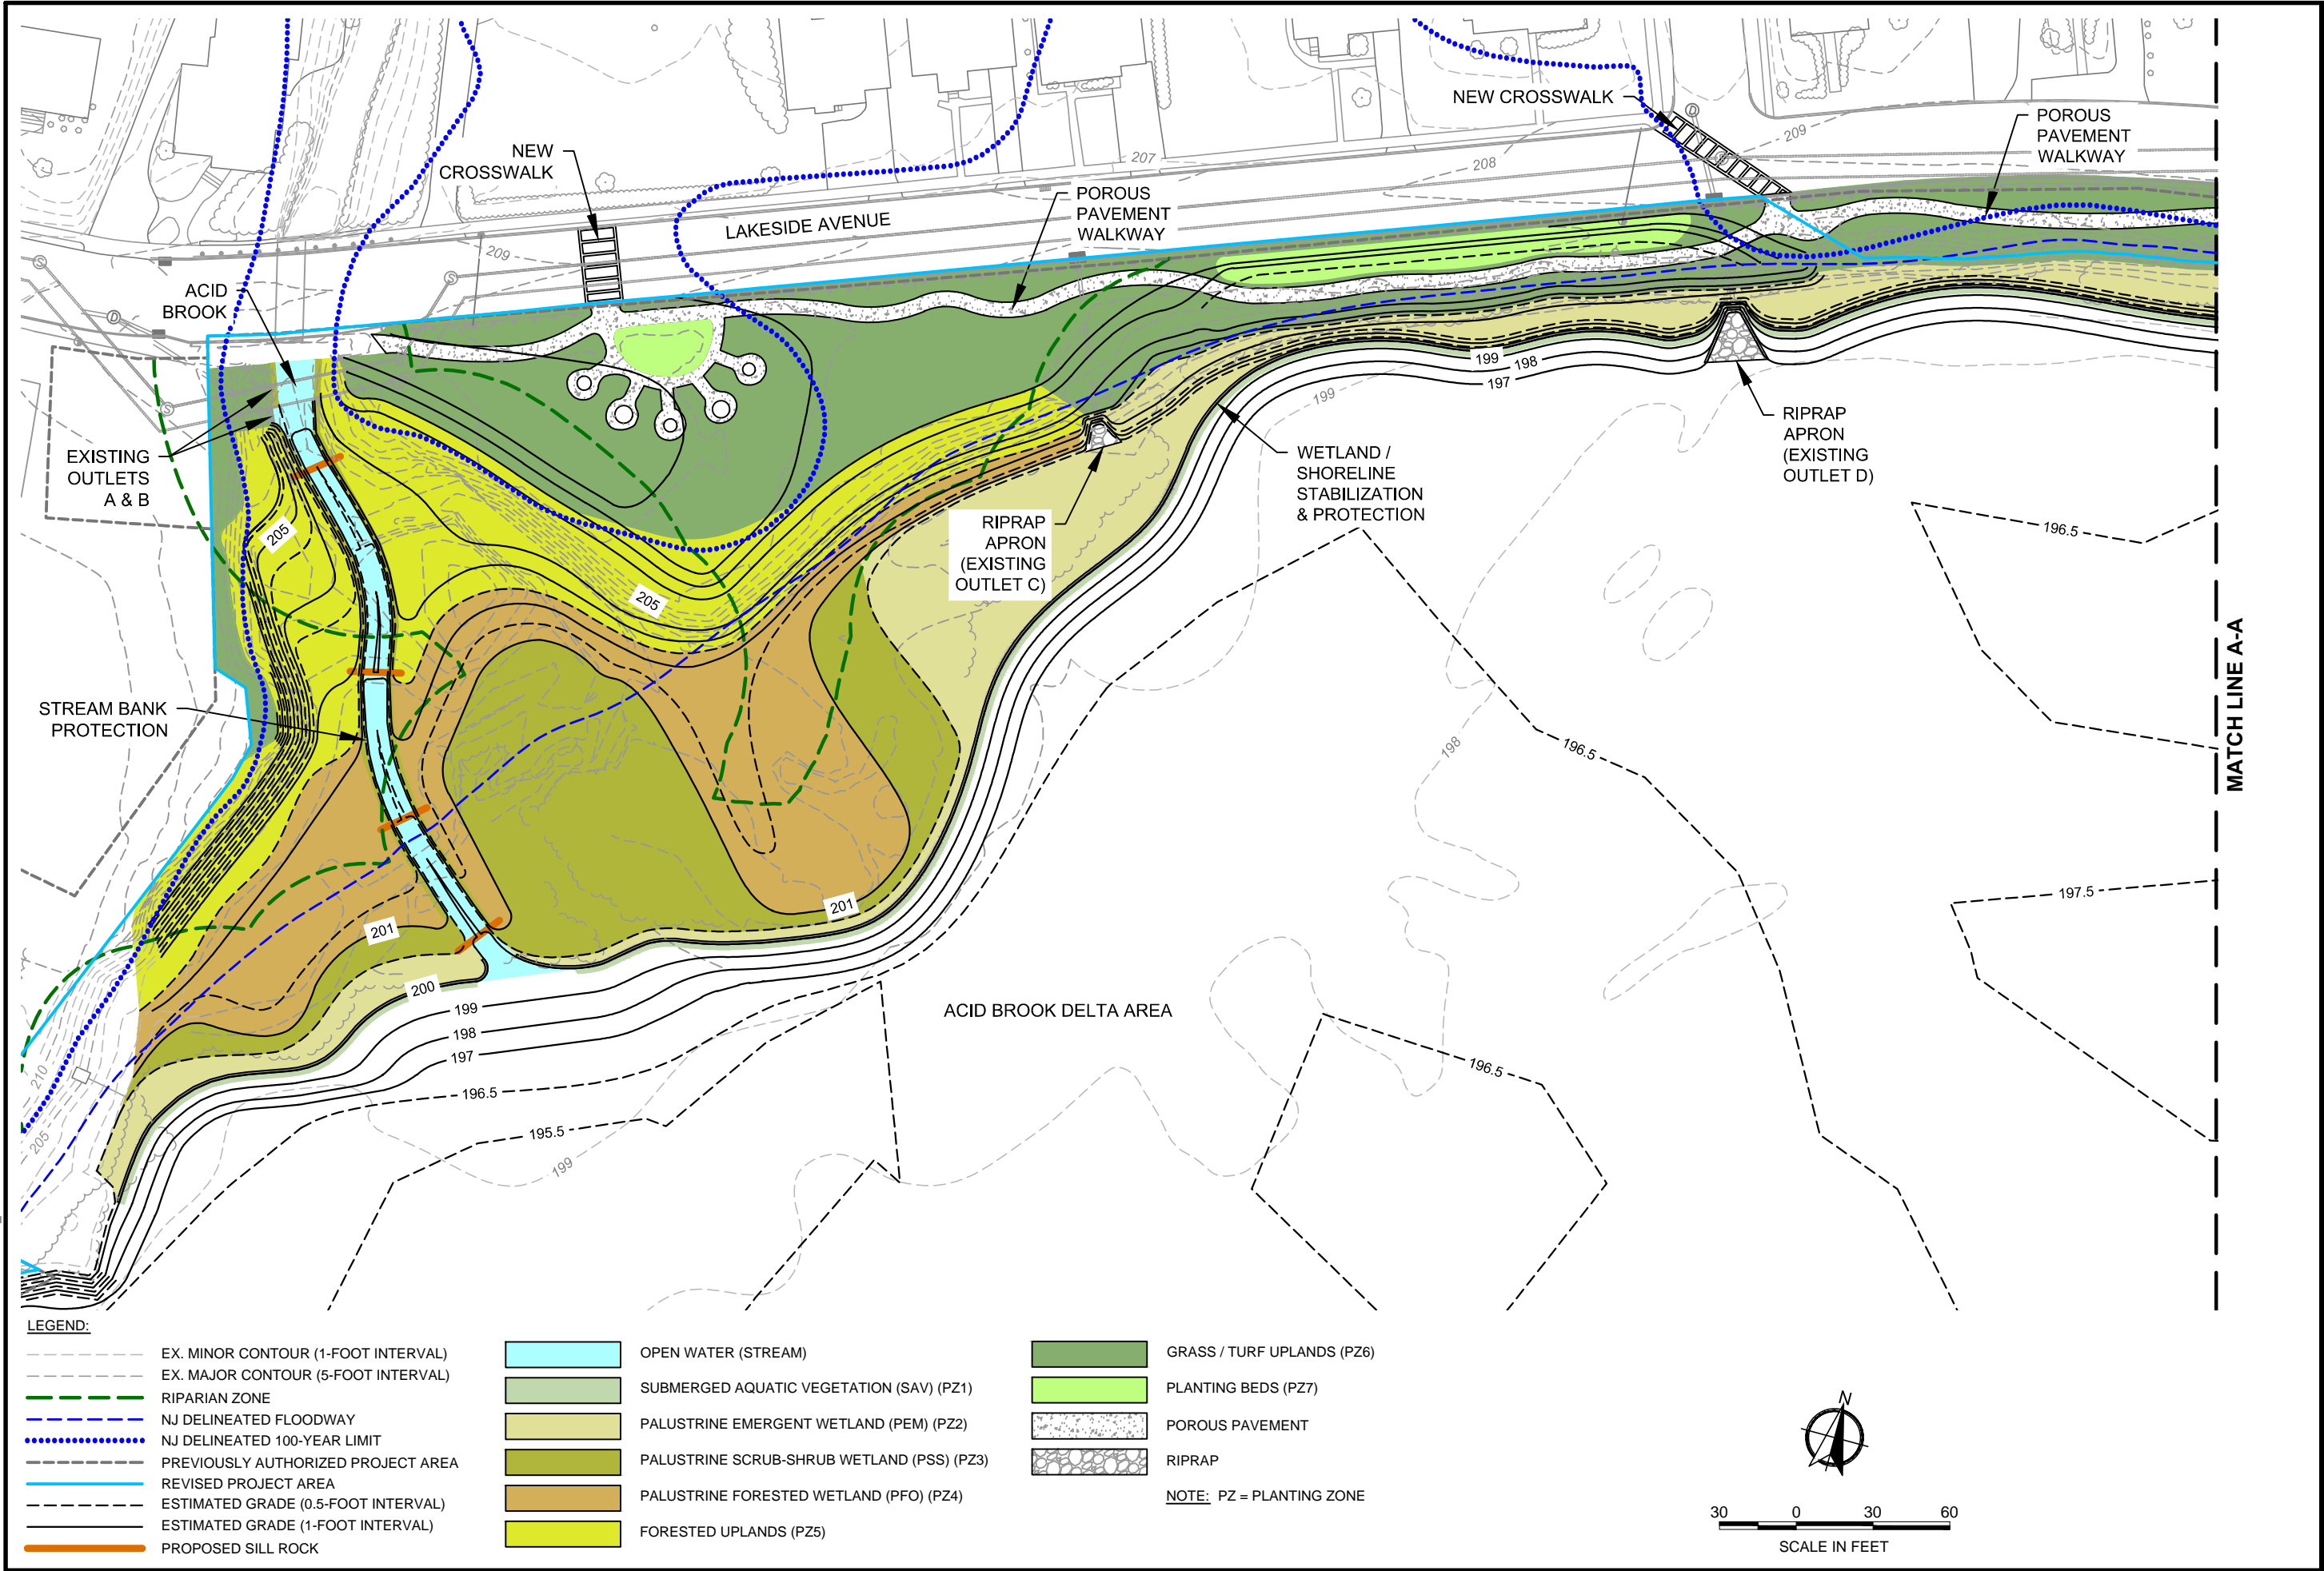 NEW CROSSWALK
209
POROUS
PAVEMENT
WALKWAY
NEW
CROSSWALK
207
208
POROUS
PAVEMENT
WALKWAY
LAKESIDE AVENUE
209
ACID
BROOK
D
S
S
D
S
S
EXISTING
OUTLETS
A & B
199
198
197
199
RIPRAP
APRON
(EXISTING
OUTLET D)
WETLAND /
SHORELINE
STABILIZATION
& PROTECTION
RIPRAP
APRON
(EXISTING
OUTLET C)
205
205
196.5
STREAM BANK
PROTECTION
MATCH LINE A-A
198
196.5
197.5
201
201
200
199
198
197
196.5
195.5
199
ACID BROOK DELTA AREA
196.5
210
205
LEGEND:
EX. MINOR CONTOUR (1-FOOT INTERVAL)
EX. MAJOR CONTOUR (5-FOOT INTERVAL)
RIPARIAN ZONE
NJ DELINEATED FLOODWAY
NJ DELINEATED 100-YEAR LIMIT
PREVIOUSLY AUTHORIZED PROJECT AREA
REVISED PROJECT AREA
ESTIMATED GRADE (0.5-FOOT INTERVAL)
ESTIMATED GRADE (1-FOOT INTERVAL)
PROPOSED SILL ROCK
OPEN WATER (STREAM)
SUBMERGED AQUATIC VEGETATION (SAV) (PZ1)
PALUSTRINE EMERGENT WETLAND (PEM) (PZ2)
PALUSTRINE SCRUB-SHRUB WETLAND (PSS) (PZ3)
PALUSTRINE FORESTED WETLAND (PFO) (PZ4)
FORESTED UPLANDS (PZ5)
GRASS / TURF UPLANDS (PZ6)
PLANTING BEDS (PZ7)
POROUS PAVEMENT
RIPRAP
NOTE: PZ = PLANTING ZONE
N
30 0 30 60
SCALE IN FEET